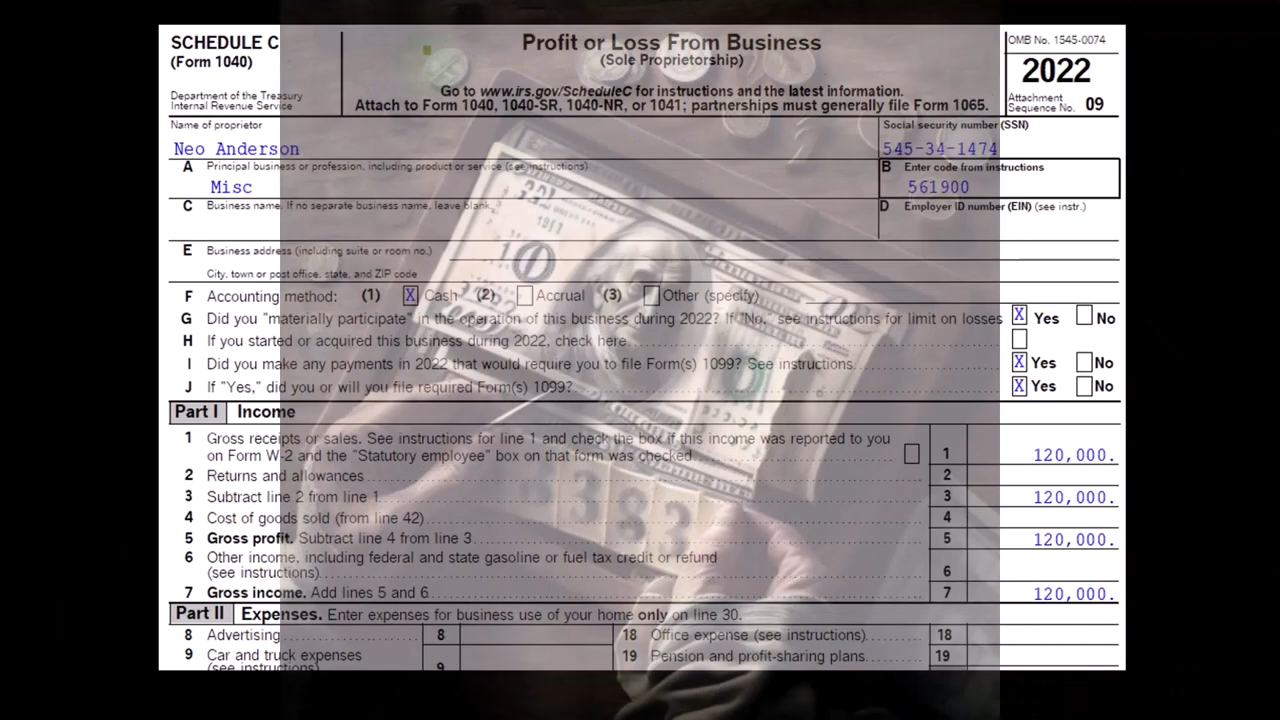 SCHEDULE C
(Form 1040)
Department of the Treasury
Internal Revenue Service
Profit or Loss From Business
(Sole Proprietorship)
Go to www.irs.gov/ScheduleC for instructions and the latest information.
Attach to Form 1040, 1040-SR, 1040-NR, or 1041; partnerships must generally file Form 1065.
OMB No. 1545-0074
2022
Attachment
Sequence No. 09
Name of proprietor
Neo Anderson
Social security number (SSN)
545-34-1474
A Principal business or profession, including product or service (see instructions)
Misc
B Enter code from instructions
561900
C Business name. If no separate business name, leave blank.
D Employer ID number (EIN) (see instr.)
E Business address (including suite or room no.)
City, town or post office, state, and ZIP code
F Accounting method: (1) X Cash (2) Accrual (3) Other (specify)
G Did you "materially participate" in the operation of this business during 2022? If "No," see instructions for limit on losses X Yes No
H If you started or acquired this business during 2022, check here
I Did you make any payments in 2022 that would require you to file Form(s) 1099? See instructions X Yes No
J If "Yes," did you or will you file required Form(s) 1099? X Yes No
Part I Income
1 Gross receipts or sales. See instructions for line 1 and check the box if this income was reported to you
on Form W-2 and the "Statutory employee" box on that form was checked 1 120,000.
2 Returns and allowances 2
3 Subtract line 2 from line 1 3 120,000.
4 Cost of goods sold (from line 42) 4
5 Gross profit. Subtract line 4 from line 3 5 120,000.
6 Other income, including federal and state gasoline or fuel tax credit or refund
(see instructions) 6
7 Gross income. Add lines 5 and 6 7 120,000.
Part II Expenses. Enter expenses for business use of your home only on line 30.
8 Advertising 8 18 Office expense (see instructions) 18
9 Car and truck expenses 19 Pension and profit-sharing plans 19
(see instructions) 9